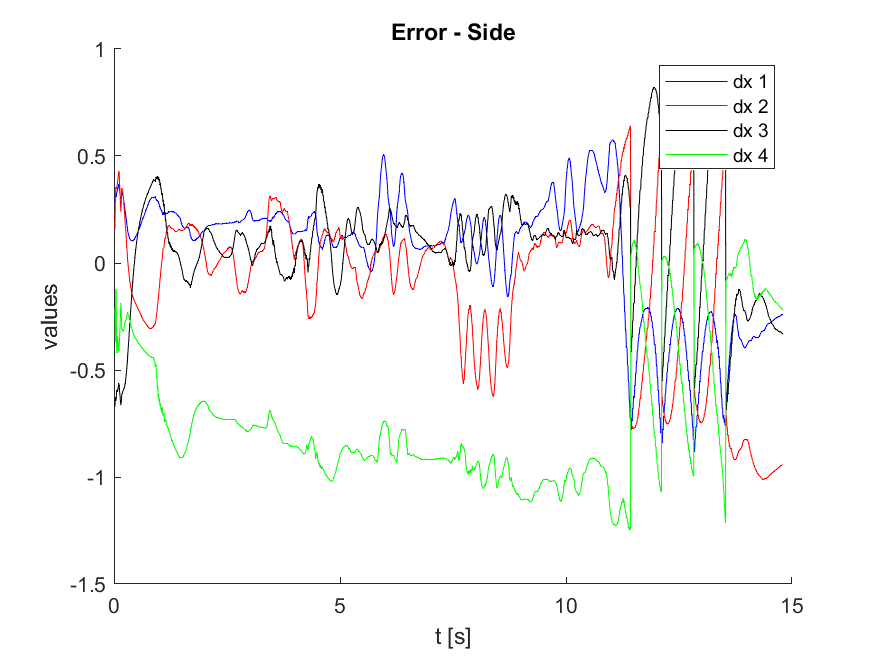 Error - Side
1
0.5
0
-0.5
-1
-1.5
values
0
5
10
15
t [s]
dx 1
dx 2
dx 3
dx 4